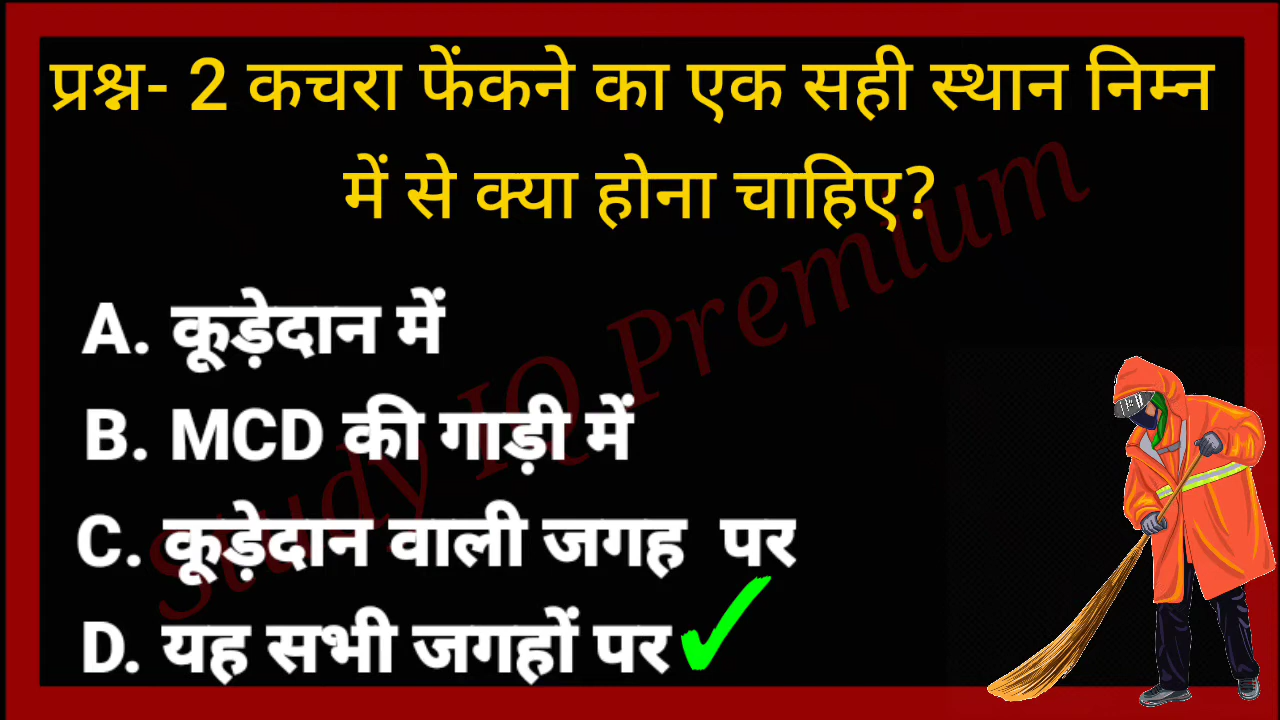 प्रश्न- 2 कचरा फेंकने का एक सही स्थान निम्न
में से क्या होना चाहिए?
A. कूड़ेदान में
B. MCD की गाड़ी में
C. कूड़ेदान वाली जगह पर
D. यह सभी जगहों पर
Study IQ Premium